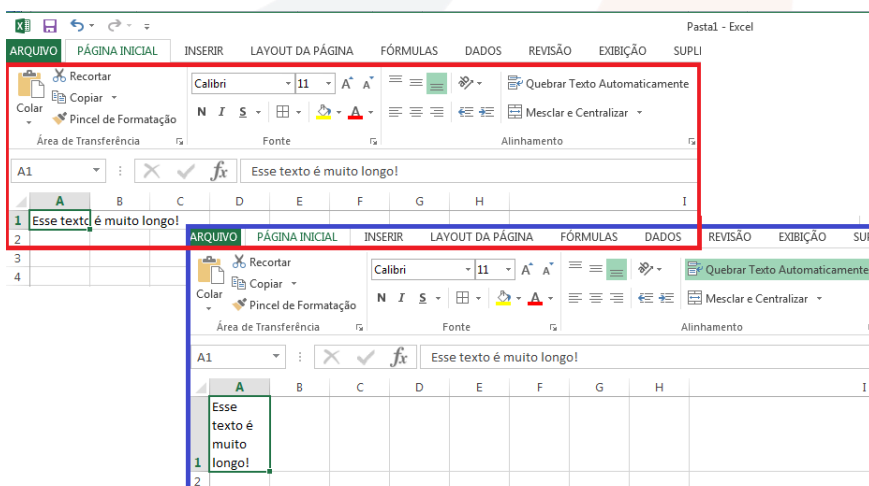 Pasta1 - Excel
ARQUIVO PÁGINA INICIAL INSERIR LAYOUT DA PÁGINA FÓRMULAS DADOS REVISÃO EXIBIÇÃO SUPLI
Recortar
Copiar
Pincel de Formatação
Colar
Área de Transferência
Calibri 11 A A
N I S A
Fonte
Quebrar Texto Automaticamente
Mesclar e Centralizar
Alinhamento
A1 fx Esse texto é muito longo!
A B C D E F G H I
1 Esse texto é muito longo!
2
3
4
ARQUIVO PÁGINA INICIAL INSERIR LAYOUT DA PÁGINA FÓRMULAS DADOS REVISÃO EXIBIÇÃO SUP
Recortar
Copiar
Pincel de Formatação
Colar
Área de Transferência
Calibri 11 A A
N I S A
Fonte
Quebrar Texto Automaticamente
Mesclar e Centralizar
Alinhamento
A1 fx Esse texto é muito longo!
A B C D E F G H I
Esse
texto é
muito
1 longo!
2